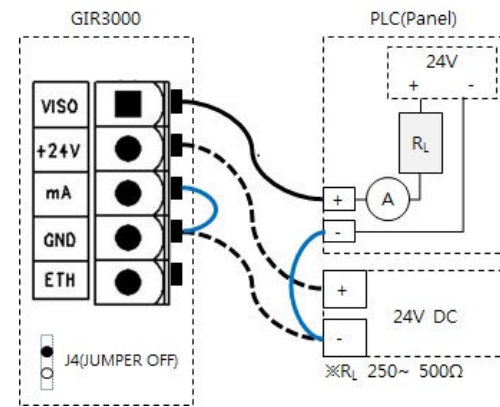 GIR3000
PLC(Panel)
24V
+ -
VISO
+24V
mA
GND
ETH
RL
+ A
-
+
24V DC
-
J4(JUMPER OFF)
※RL 250~ 500Ω